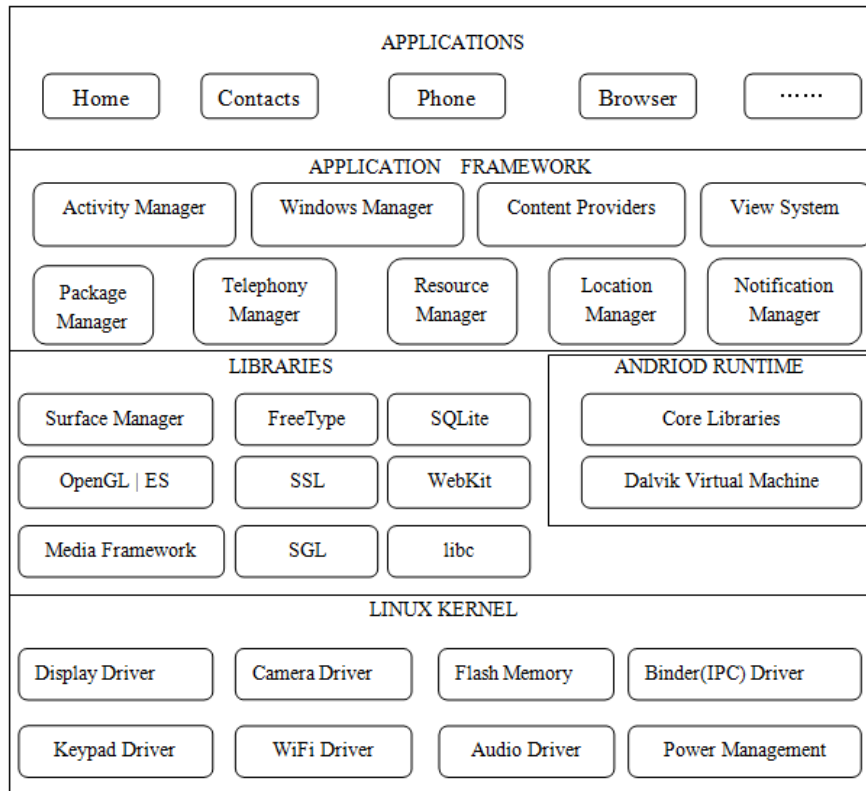 APPLICATIONS
Home
Contacts
Phone
Browser
······
APPLICATION FRAMEWORK
Activity Manager
Windows Manager
Content Providers
View System
Package
Manager
Telephony
Manager
Resource
Manager
Location
Manager
Notification
Manager
LIBRARIES
Surface Manager
FreeType
SQLite
OpenGL | ES
SSL
WebKit
Media Framework
SGL
libc
ANDRIOD RUNTIME
Core Libraries
Dalvik Virtual Machine
LINUX KERNEL
Display Driver
Camera Driver
Flash Memory
Binder(IPC) Driver
Keypad Driver
WiFi Driver
Audio Driver
Power Management